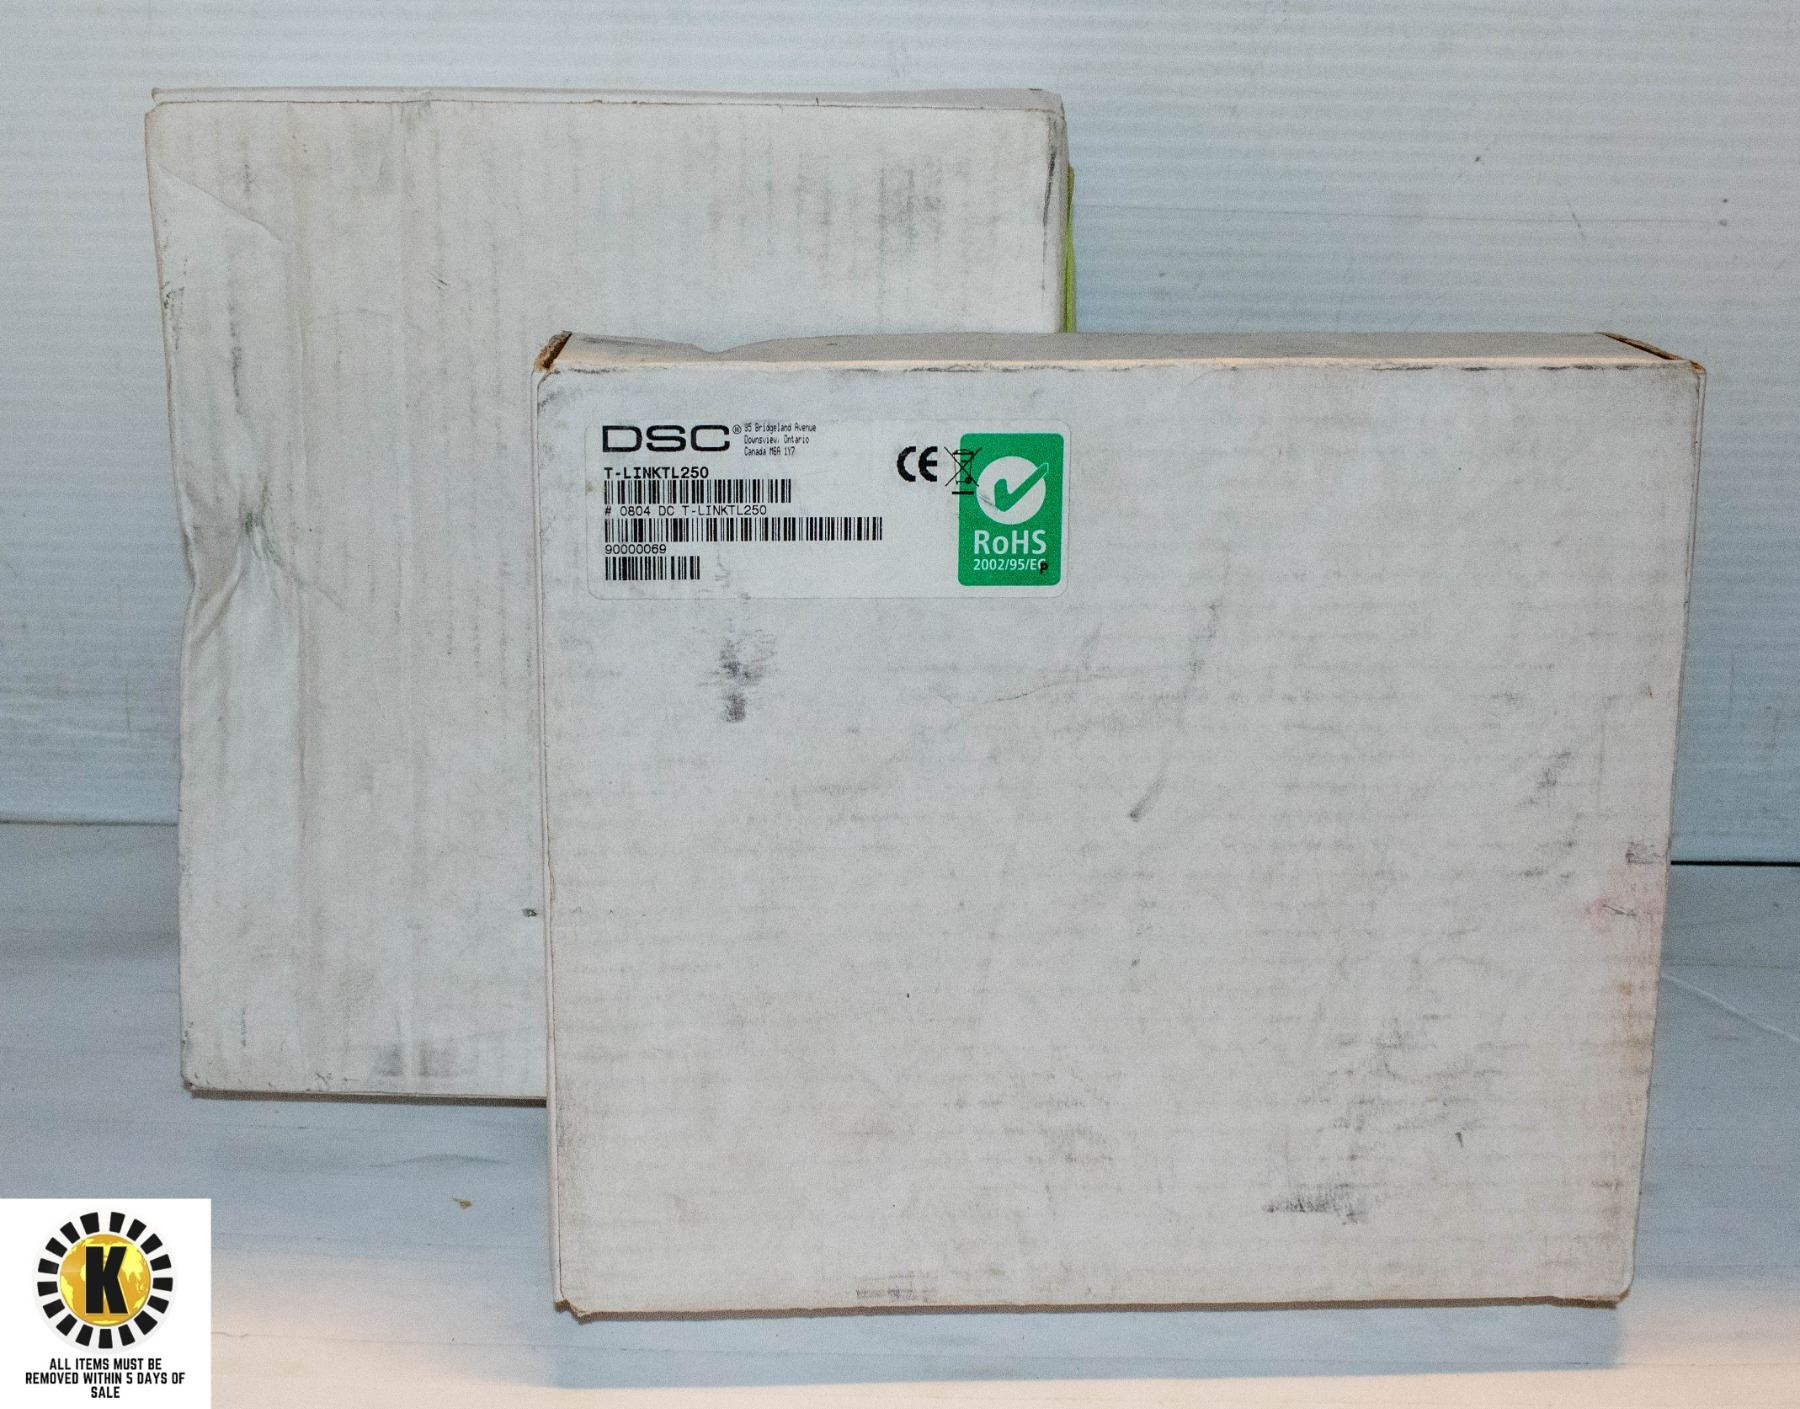 DSC® 95 Bridgeland Avenue
Downsview, Ontario
Canada M6A 1Y7
T-LINKTL250
# 0804 DC T-LINKTL250
90000069
CE
RoHS
2002/95/EC
P
K
ALL ITEMS MUST BE
REMOVED WITHIN 5 DAYS OF
SALE